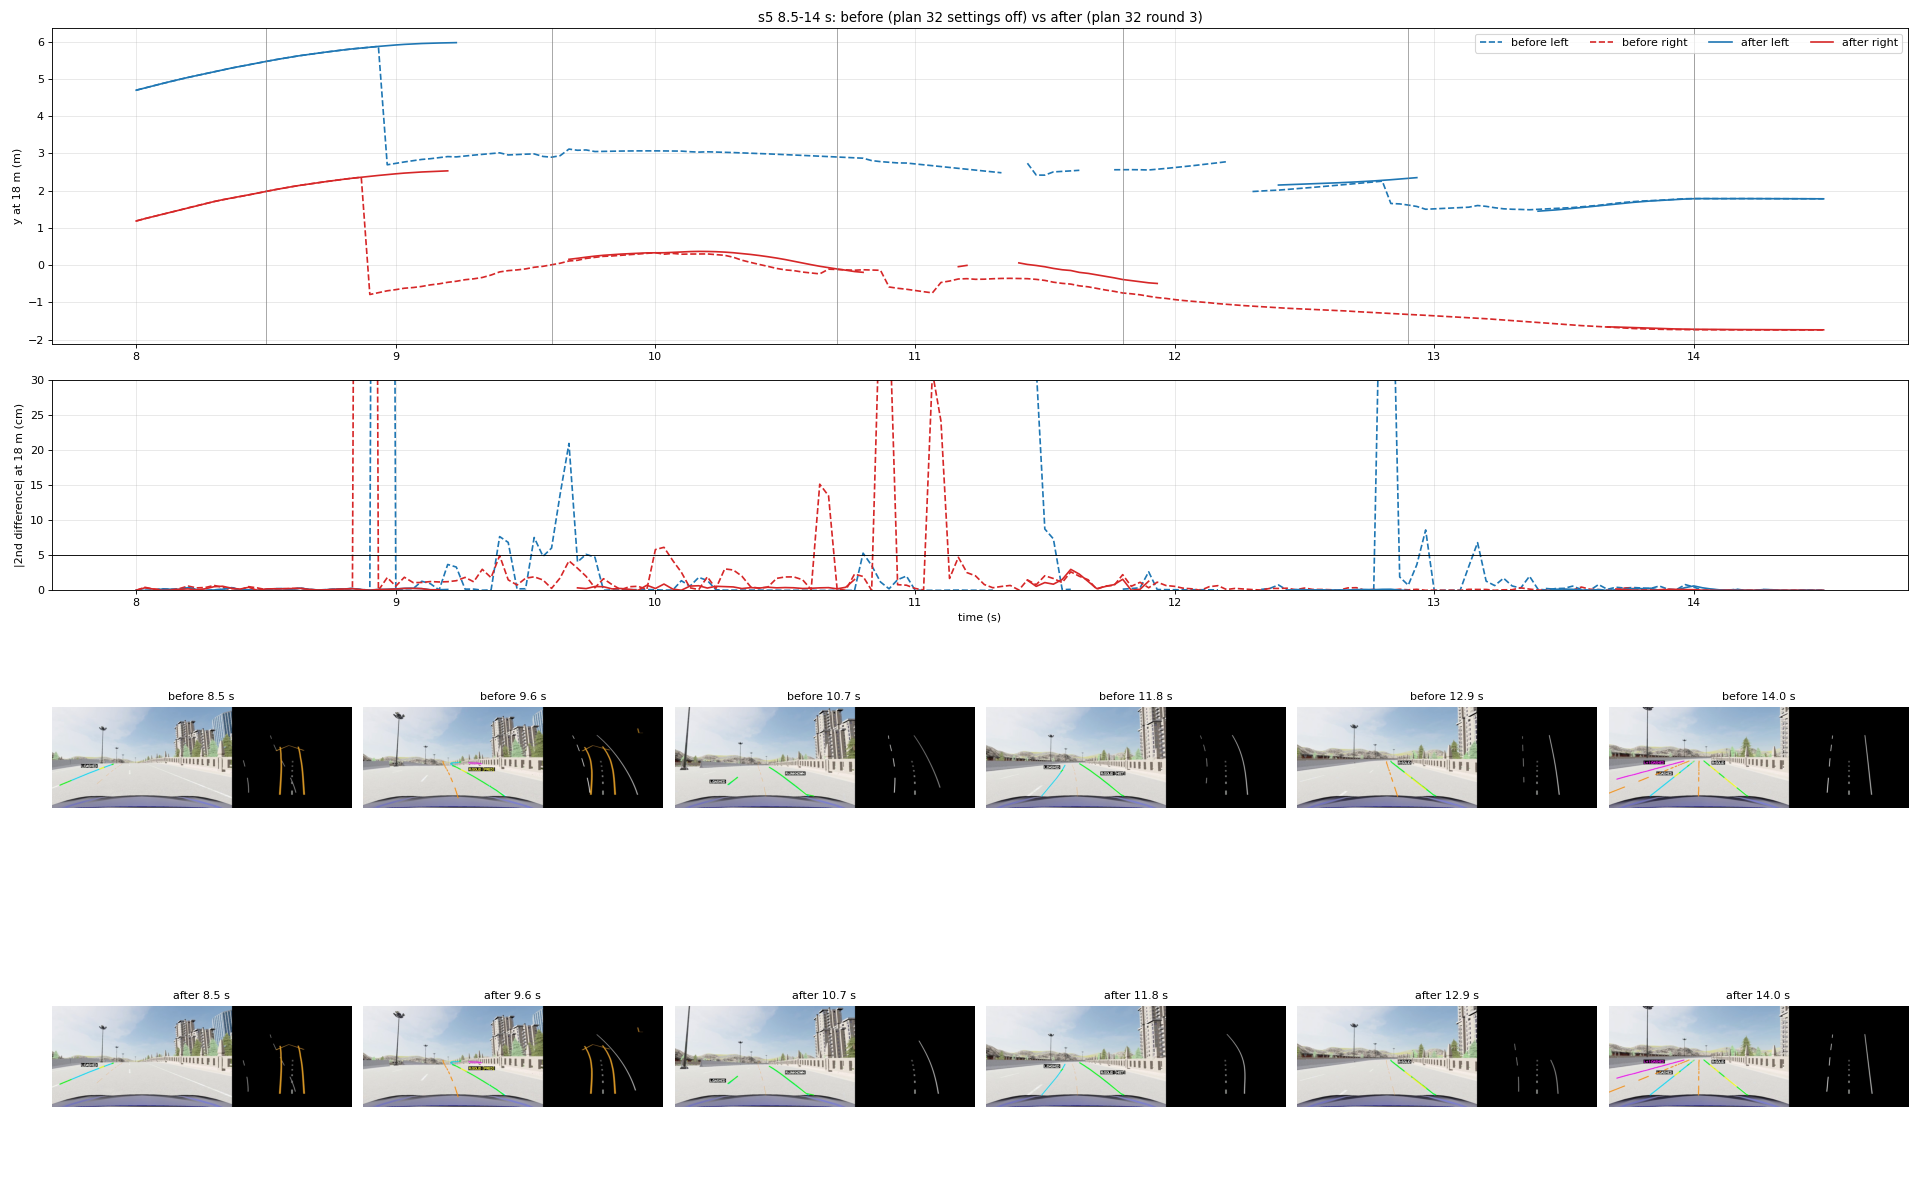 s5 8.5-14 s: before (plan 32 settings off) vs after (plan 32 round 3)
before left
before right
after left
after right
y at 18 m (m)
6
5
4
3
2
1
0
−1
−2
8
9
10
11
12
13
14
|2nd difference| at 18 m (cm)
30
25
20
15
10
5
0
8
9
10
11
12
13
14
time (s)
before 8.5 s
before 9.6 s
before 10.7 s
before 11.8 s
before 12.9 s
before 14.0 s
after 8.5 s
after 9.6 s
after 10.7 s
after 11.8 s
after 12.9 s
after 14.0 s